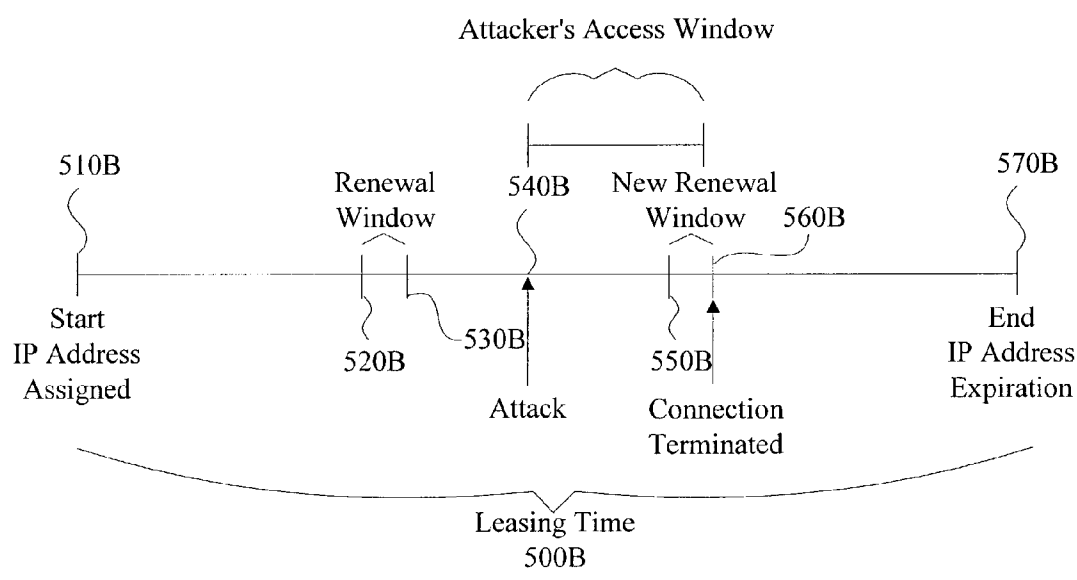 Attacker's Access Window
510B
Renewal
Window
540B
New Renewal
Window
560B
570B
Start
IP Address
Assigned
520B
530B
Attack
550B
Connection
Terminated
End
IP Address
Expiration
Leasing Time
500B